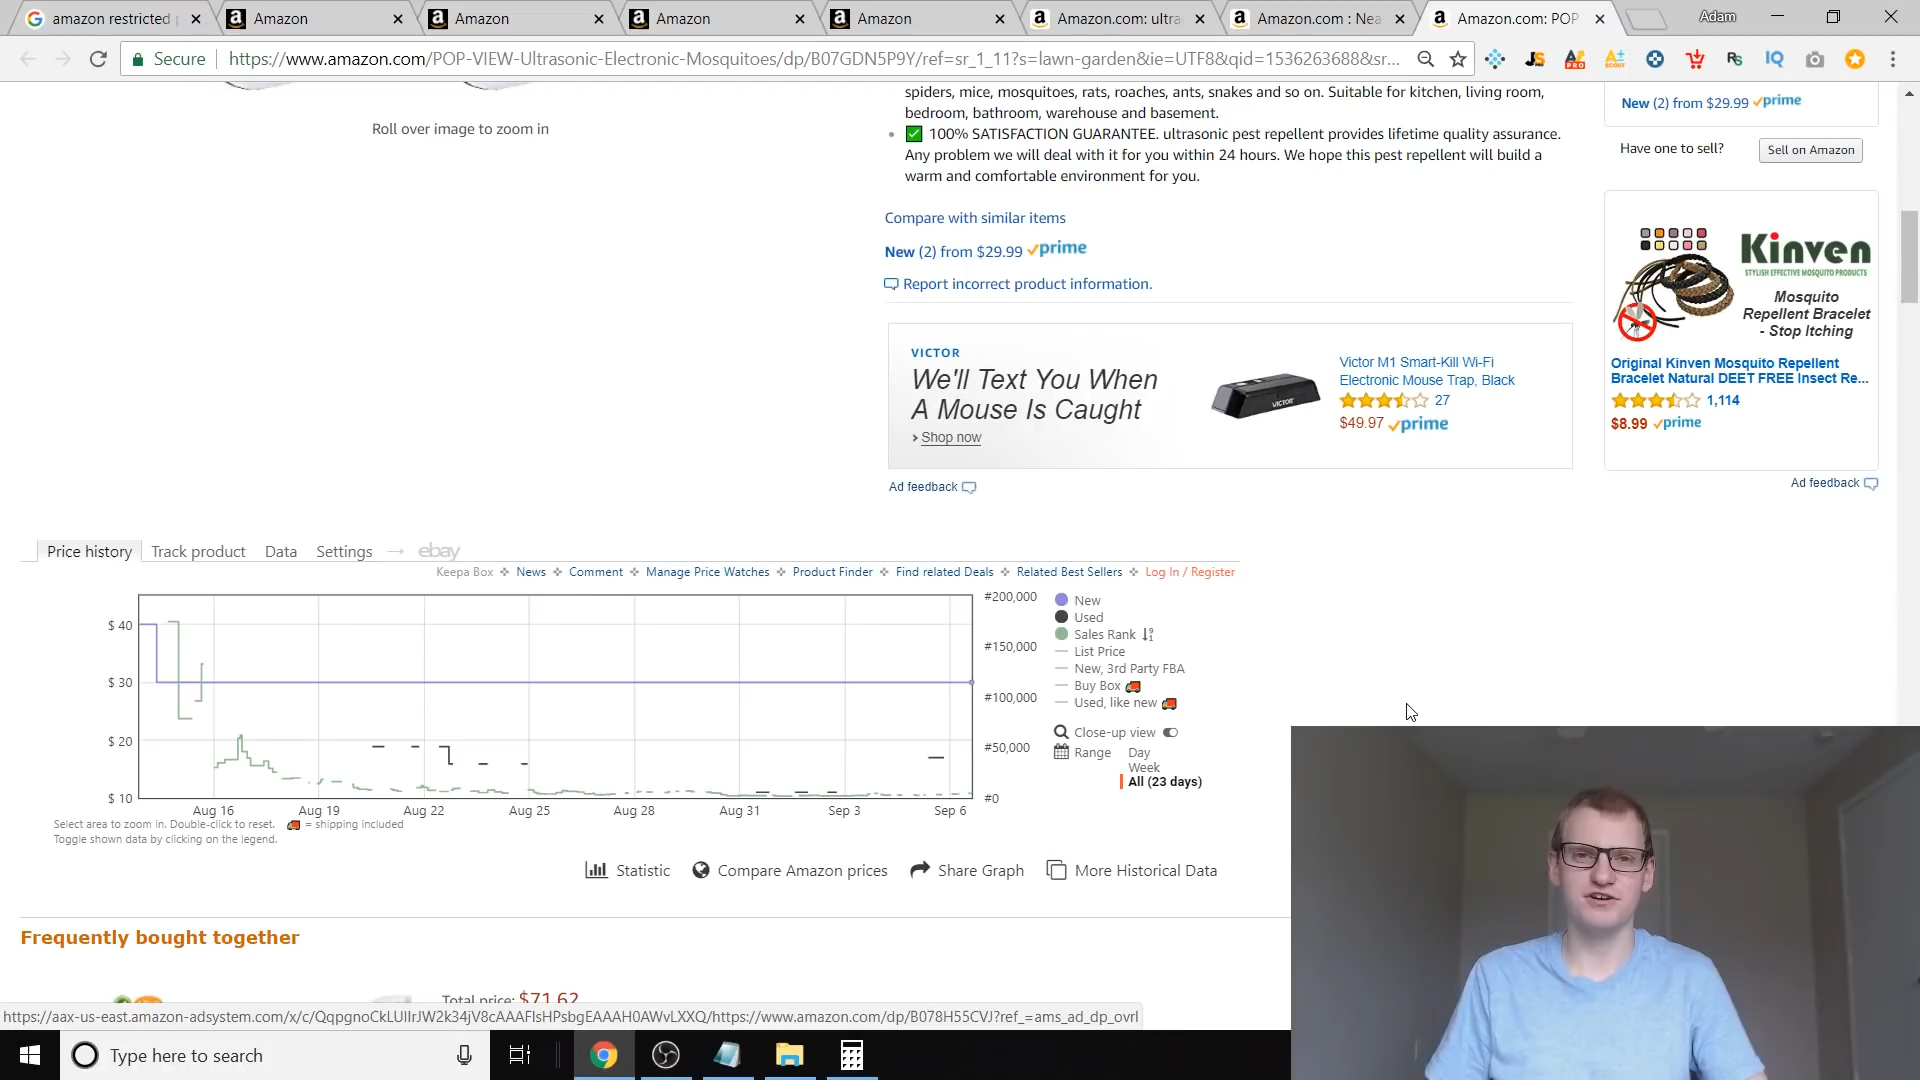 amazon restricted
Amazon
Amazon
Amazon
Amazon
Amazon.com: ultra
Amazon.com : Nea
Amazon.com: POP
Adam
Secure
https://www.amazon.com/POP-VIEW-Ultrasonic-Electronic-Mosquitoes/dp/B07GDN5P9Y/ref=sr_1_11?s=lawn-garden&ie=UTF8&qid=1536263688&sr...
spiders, mice, mosquitoes, rats, roaches, ants, snakes and so on. Suitable for kitchen, living room,
bedroom, bathroom, warehouse and basement.
100% SATISFACTION GUARANTEE. ultrasonic pest repellent provides lifetime quality assurance.
Any problem we will deal with it for you within 24 hours. We hope this pest repellent will build a
warm and comfortable environment for you.
Roll over image to zoom in
New (2) from $29.99 prime
Have one to sell?
Sell on Amazon
Compare with similar items
New (2) from $29.99 prime
Report incorrect product information.
VICTOR
We'll Text You When
A Mouse Is Caught
› Shop now
VICTOR
Victor M1 Smart-Kill Wi-Fi
Electronic Mouse Trap, Black
27
$49.97 prime
Ad feedback
Kinven
STYLISH EFFECTIVE MOSQUITO PRODUCTS
Mosquito
Repellent Bracelet
- Stop Itching
Original Kinven Mosquito Repellent
Bracelet Natural DEET FREE Insect Re...
1,114
$8.99 prime
Ad feedback
Price history
Track product
Data
Settings
ebay
Keepa Box
News
Comment
Manage Price Watches
Product Finder
Find related Deals
Related Best Sellers
Log In / Register
$ 40
$ 30
$ 20
$ 10
#200,000
#150,000
#100,000
#50,000
#0
Aug 16
Aug 19
Aug 22
Aug 25
Aug 28
Aug 31
Sep 3
Sep 6
New
Used
Sales Rank
List Price
New, 3rd Party FBA
Buy Box
Used, like new
Close-up view
Range
Day
Week
All (23 days)
Select area to zoom in. Double-click to reset.
= shipping included
Toggle shown data by clicking on the legend.
Statistic
Compare Amazon prices
Share Graph
More Historical Data
Frequently bought together
Total price: $71.62
https://aax-us-east.amazon-adsystem.com/x/c/QqpgnoCkLUIIrJW2k34jV8cAAAFlsHPsbgEAAAH0AWvLXXQ/https://www.amazon.com/dp/B078H55CVJ?ref_=ams_ad_dp_ovrl
Type here to search